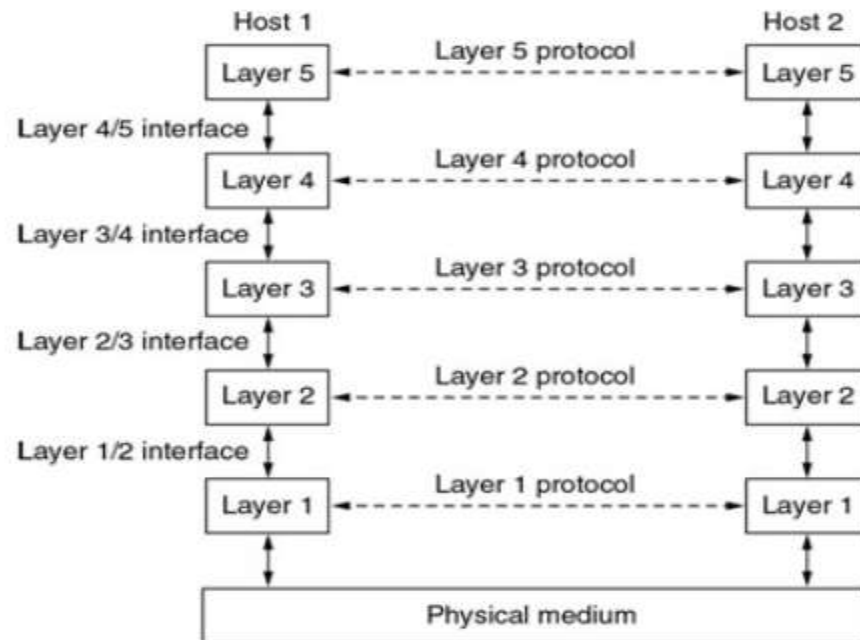 Host 1 Host 2
Layer 5 Layer 5 protocol Layer 5
Layer 4/5 interface
Layer 4 Layer 4 protocol Layer 4
Layer 3/4 interface
Layer 3 Layer 3 protocol Layer 3
Layer 2/3 interface
Layer 2 Layer 2 protocol Layer 2
Layer 1/2 interface
Layer 1 Layer 1 protocol Layer 1
Physical medium